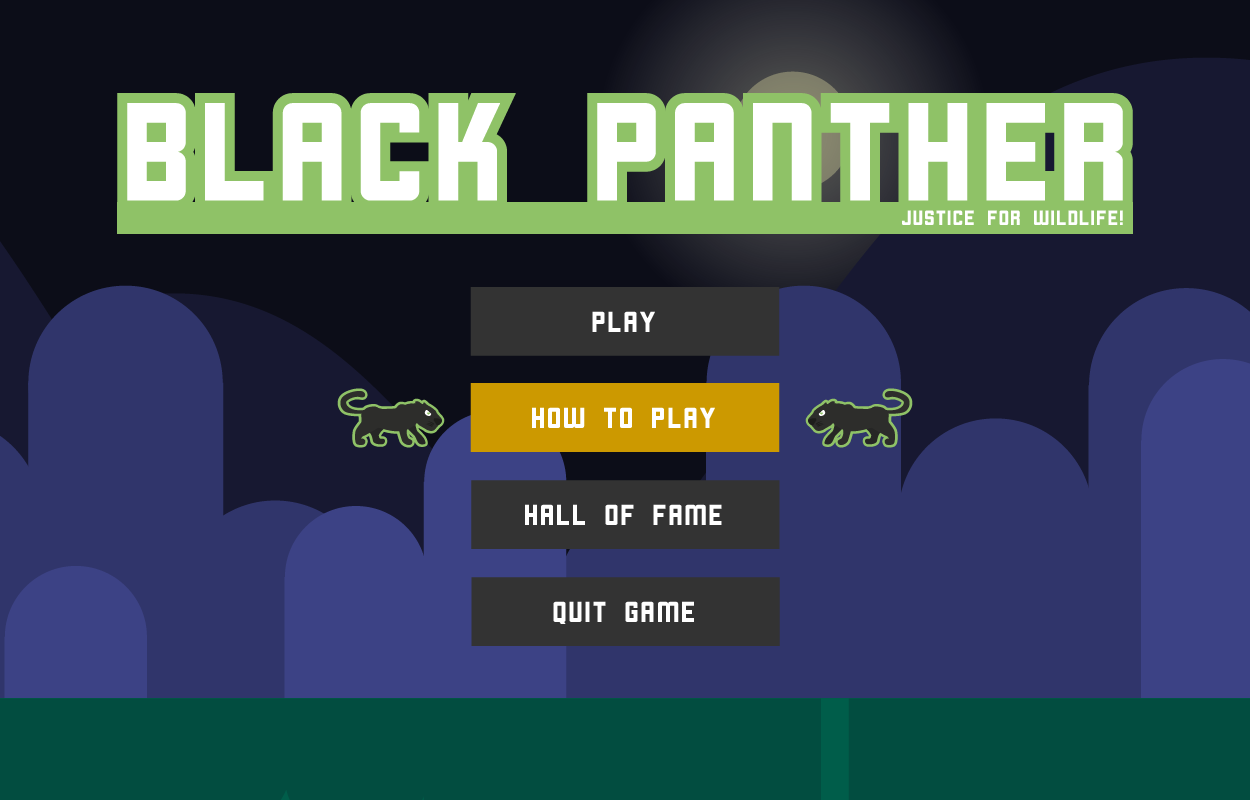 BLACK PANTHER
JUSTICE FOR WILDLIFE!
PLAY
HOW TO PLAY
HALL OF FAME
QUIT GAME